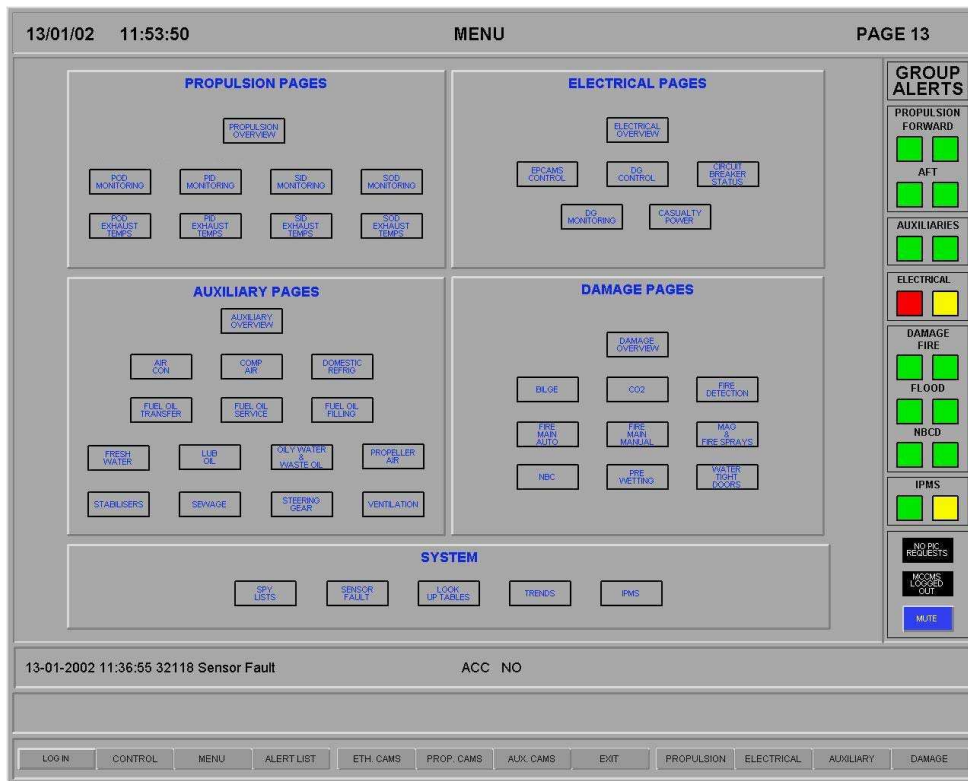 13/01/02 11:53:50 MENU PAGE 13
PROPULSION PAGES
PROPULSION
OVERVIEW
POD
MONITORING
PID
MONITORING
SID
MONITORING
SOD
MONITORING
POD
EXHAUST
TEMPS
PID
EXHAUST
TEMPS
SID
EXHAUST
TEMPS
SOD
EXHAUST
TEMPS
ELECTRICAL PAGES
ELECTRICAL
OVERVIEW
EPCAMS
CONTROL
DG
CONTROL
CIRCUIT
BREAKER
STATUS
DG
MONITORING
CASUALTY
POWER
AUXILIARY PAGES
AUXILIARY
OVERVIEW
AIR
CON
COMP
AIR
DOMESTIC
REFRIG
FUEL OIL
TRANSFER
FUEL OIL
SERVICE
FUEL OIL
FILLING
FRESH
WATER
LUB
OIL
OILY WATER
&
WASTE OIL
PROPELLER
AIR
STABILISERS
SEWAGE
STEERING
GEAR
VENTILATION
DAMAGE PAGES
DAMAGE
OVERVIEW
BILGE
CO2
FIRE
DETECTION
FIRE
MAIN
AUTO
FIRE
MAIN
MANUAL
MAG
&
FIRE SPRAYS
NBC
PRE
WETTING
WATER
TIGHT
DOORS
SYSTEM
SPY
LISTS
SENSOR
FAULT
LOOK
UP TABLES
TRENDS
IPMS
GROUP
ALERTS
PROPULSION
FORWARD
AFT
AUXILIARIES
ELECTRICAL
DAMAGE
FIRE
FLOOD
NBCD
IPMS
NO PIC
REQUESTS
MCCMS
LOGGED
OUT
MUTE
13-01-2002 11:36:55 32118 Sensor Fault ACC NO
LOG IN CONTROL MENU ALERT LIST ETH. CAMS PROP. CAMS AUX. CAMS EXIT PROPULSION ELECTRICAL AUXILIARY DAMAGE